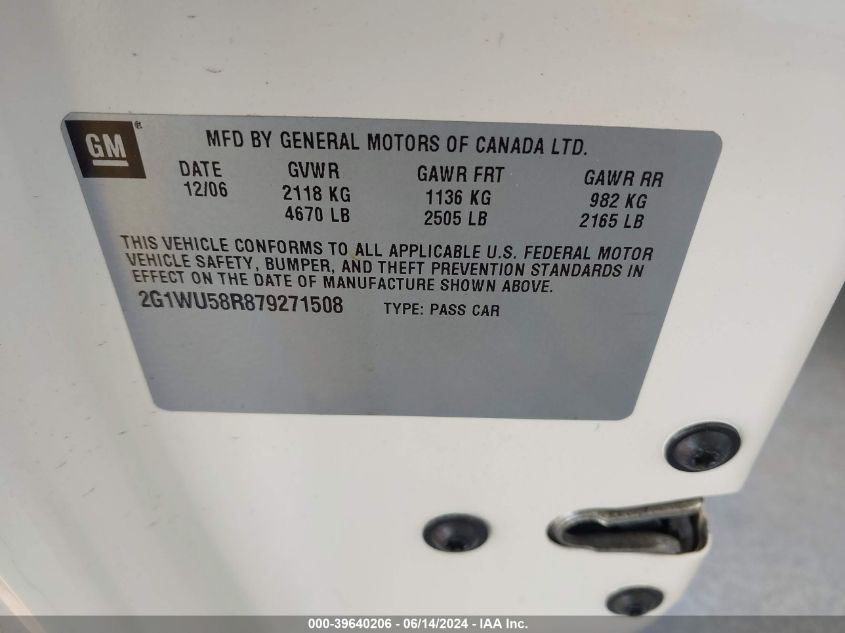 GM®
MFD BY GENERAL MOTORS OF CANADA LTD.
DATE GVWR GAWR FRT GAWR RR
12/06 2118 KG 1136 KG 982 KG
4670 LB 2505 LB 2165 LB
THIS VEHICLE CONFORMS TO ALL APPLICABLE U.S. FEDERAL MOTOR
VEHICLE SAFETY, BUMPER, AND THEFT PREVENTION STANDARDS IN
EFFECT ON THE DATE OF MANUFACTURE SHOWN ABOVE.
2G1WU58R879271508 TYPE: PASS CAR
000-39640206 - 06/14/2024 - IAA Inc.